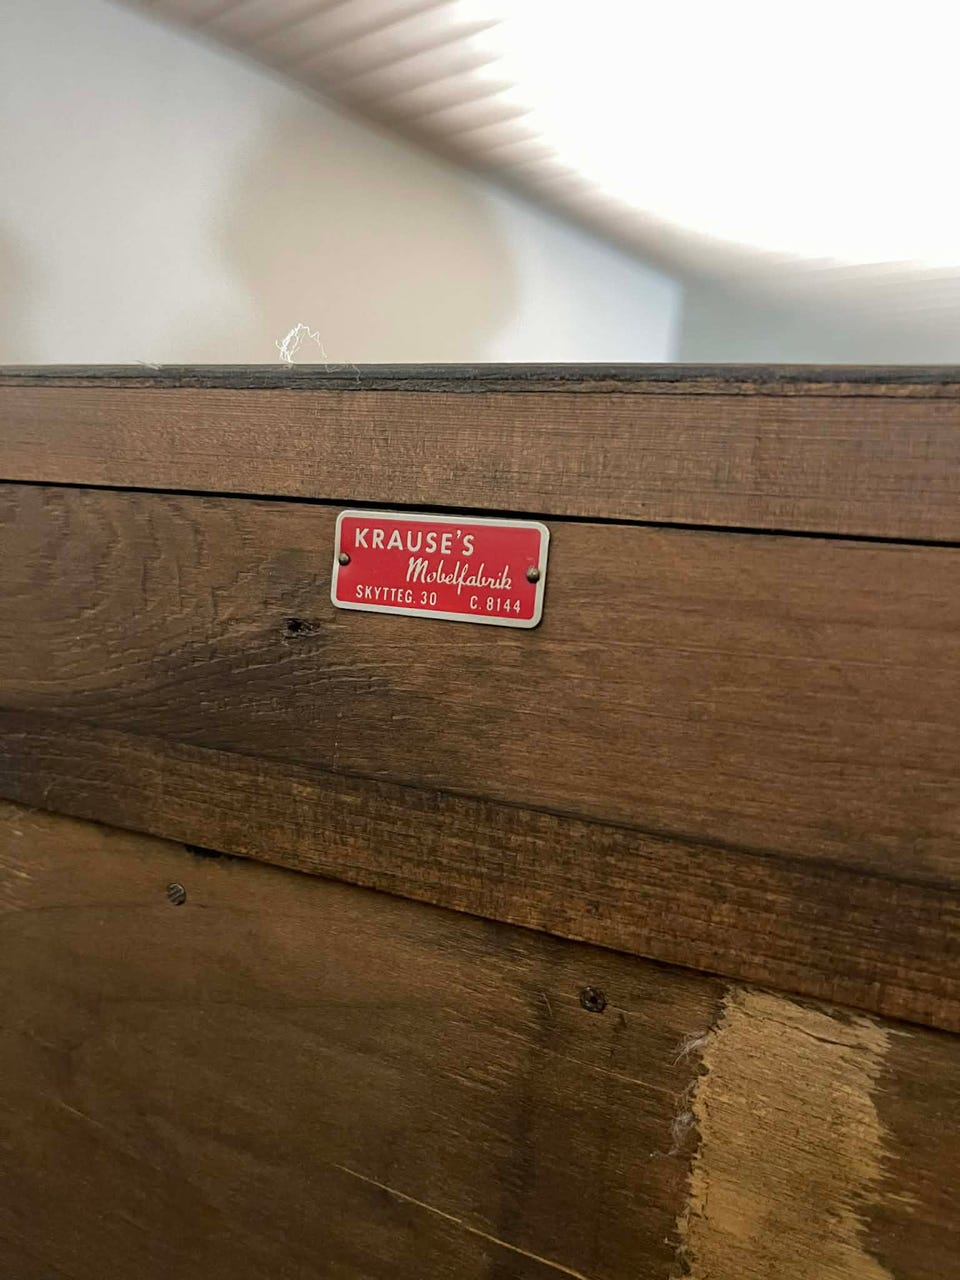 KRAUSE'S
Møbelfabrik
SKYTTEG. 30 C. 8144